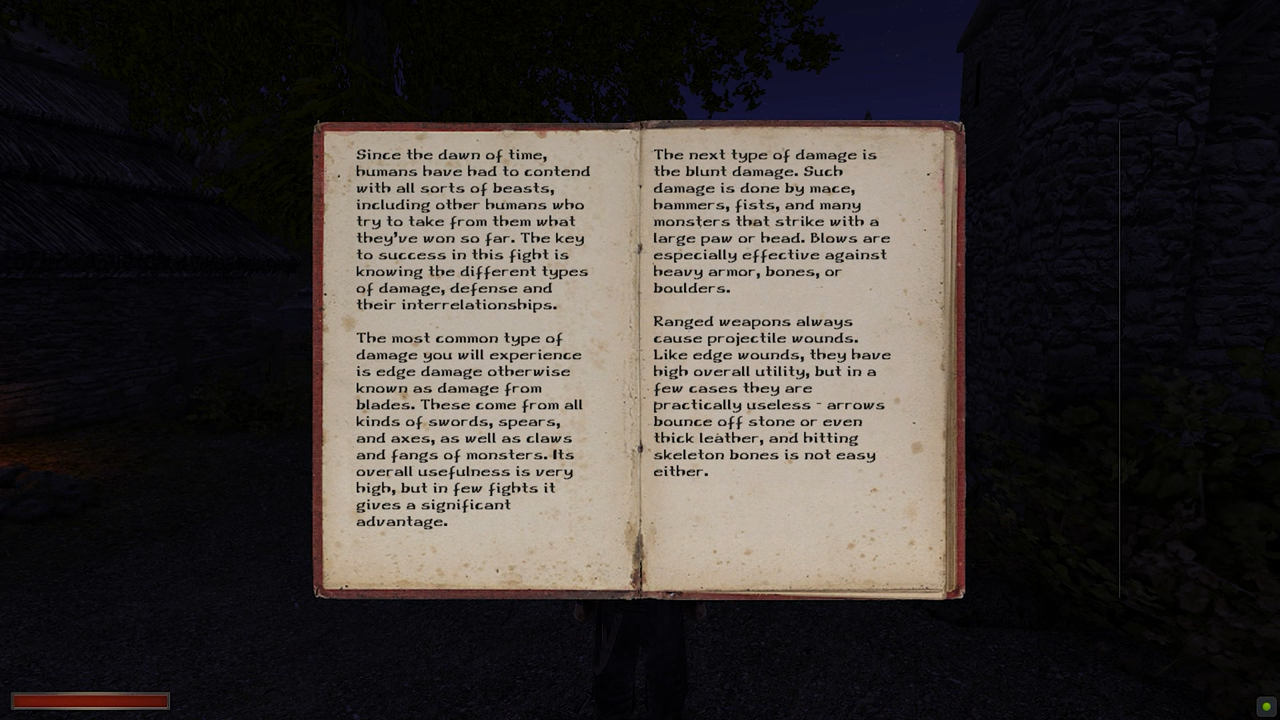 Since the dawn of time,
humans have had to contend
with all sorts of beasts,
including other humans who
try to take from them what
they've won so far. The key
to success in this fight is
knowing the different types
of damage, defense and
their interrelationships.
The most common type of
damage you will experience
is edge damage otherwise
known as damage from
blades. These come from all
kinds of swords, spears,
and axes, as well as claws
and fangs of monsters. Its
overall usefulness is very
high, but in few fights it
gives a significant
advantage.
The next type of damage is
the blunt damage. Such
damage is done by mace,
hammers, fists, and many
monsters that strike with a
large paw or head. Blows are
especially effective against
heavy armor, bones, or
boulders.
Ranged weapons always
cause projectile wounds.
Like edge wounds, they have
high overall utility, but in a
few cases they are
practically useless - arrows
bounce off stone or even
thick leather, and hitting
skeleton bones is not easy
either.